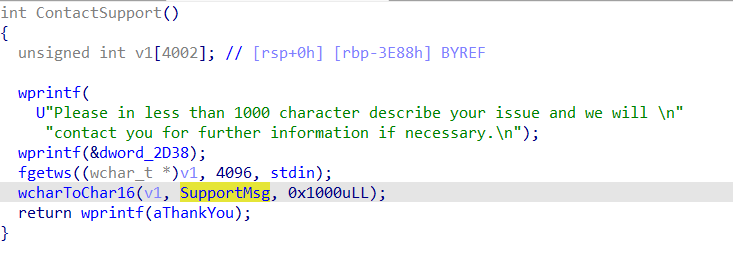 int ContactSupport()
{
unsigned int v1[4002]; // [rsp+0h] [rbp-3E88h] BYREF
wprintf(
U"Please in less than 1000 character describe your issue and we will \n"
"contact you for further information if necessary.\n");
wprintf(&dword_2D38);
fgetws((wchar_t *)v1, 4096, stdin);
wcharToChar16(v1, SupportMsg, 0x1000uLL);
return wprintf(aThankYou);
}